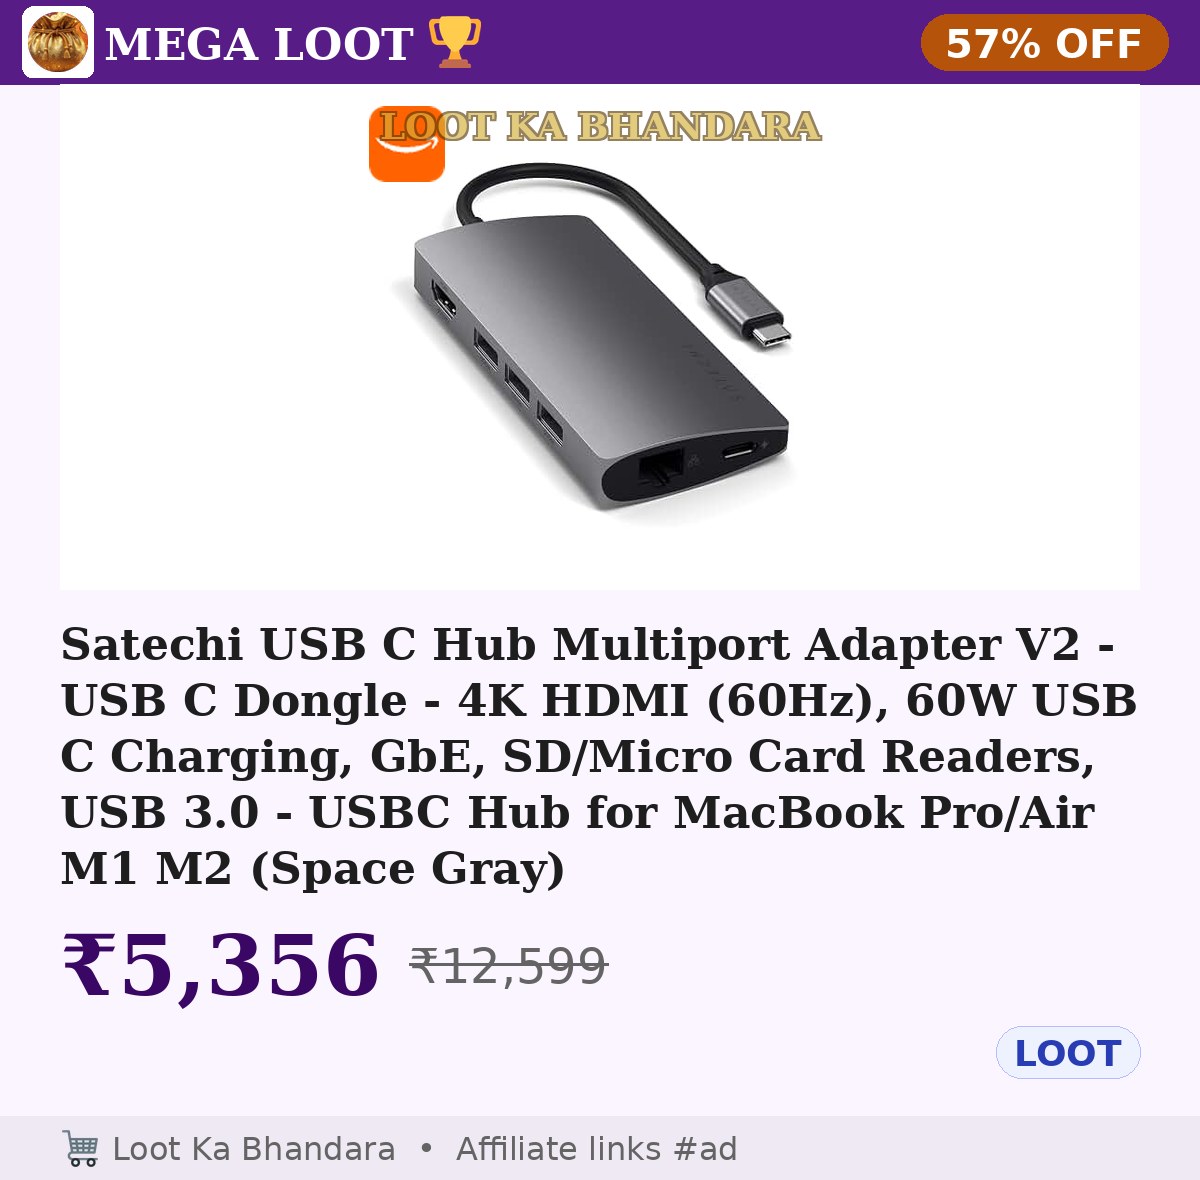 MEGA LOOT
57% OFF
LOOT KA BHANDARA
Satechi USB C Hub Multiport Adapter V2 -
USB C Dongle - 4K HDMI (60Hz), 60W USB
C Charging, GbE, SD/Micro Card Readers,
USB 3.0 - USBC Hub for MacBook Pro/Air
M1 M2 (Space Gray)
₹5,356 ₹12,599
LOOT
Loot Ka Bhandara • Affiliate links #ad